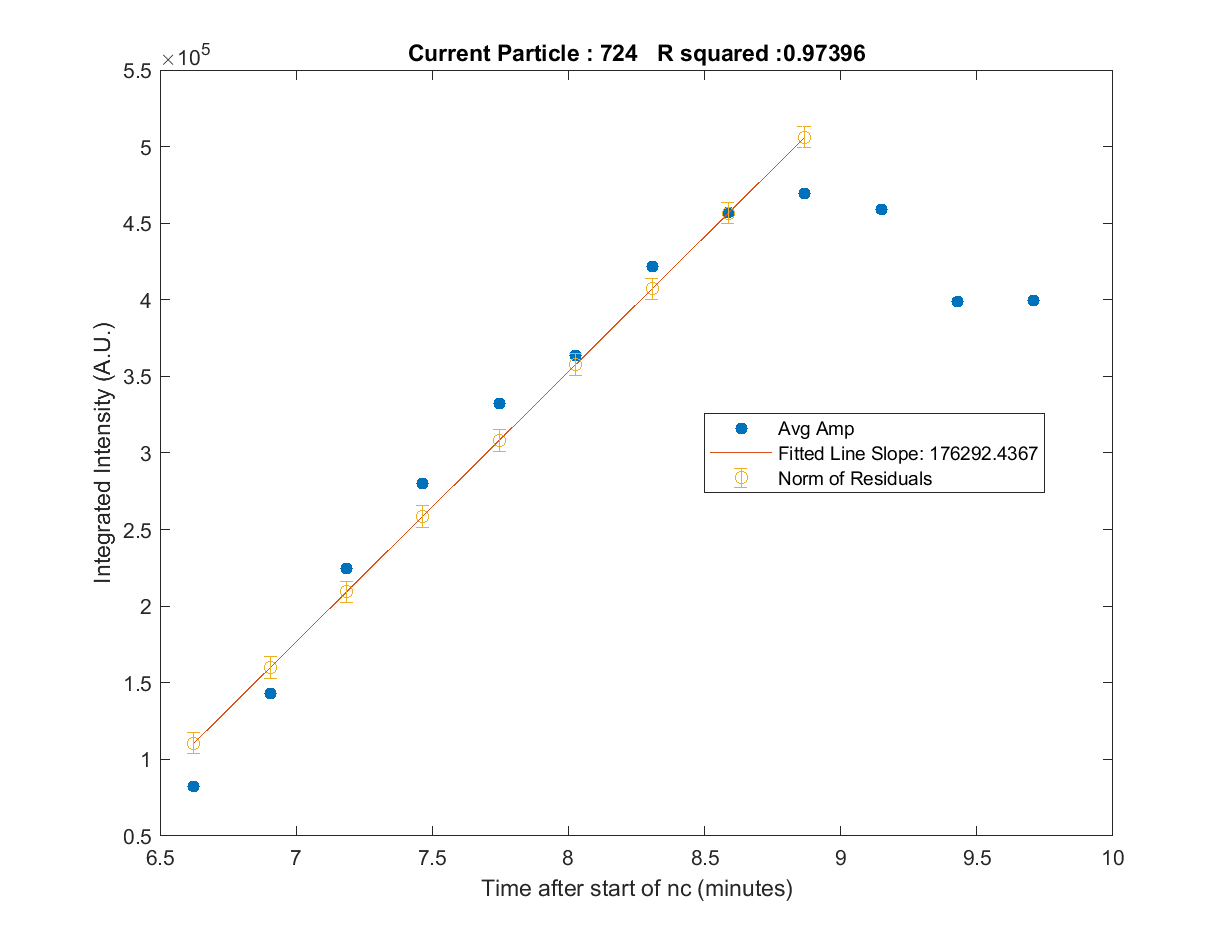 Current Particle : 724 R squared :0.97396
×10^5
5.5
5
4.5
4
3.5
3
2.5
2
1.5
1
0.5
Integrated Intensity (A.U.)
Avg Amp
Fitted Line Slope: 176292.4367
Norm of Residuals
6.5 7 7.5 8 8.5 9 9.5 10
Time after start of nc (minutes)